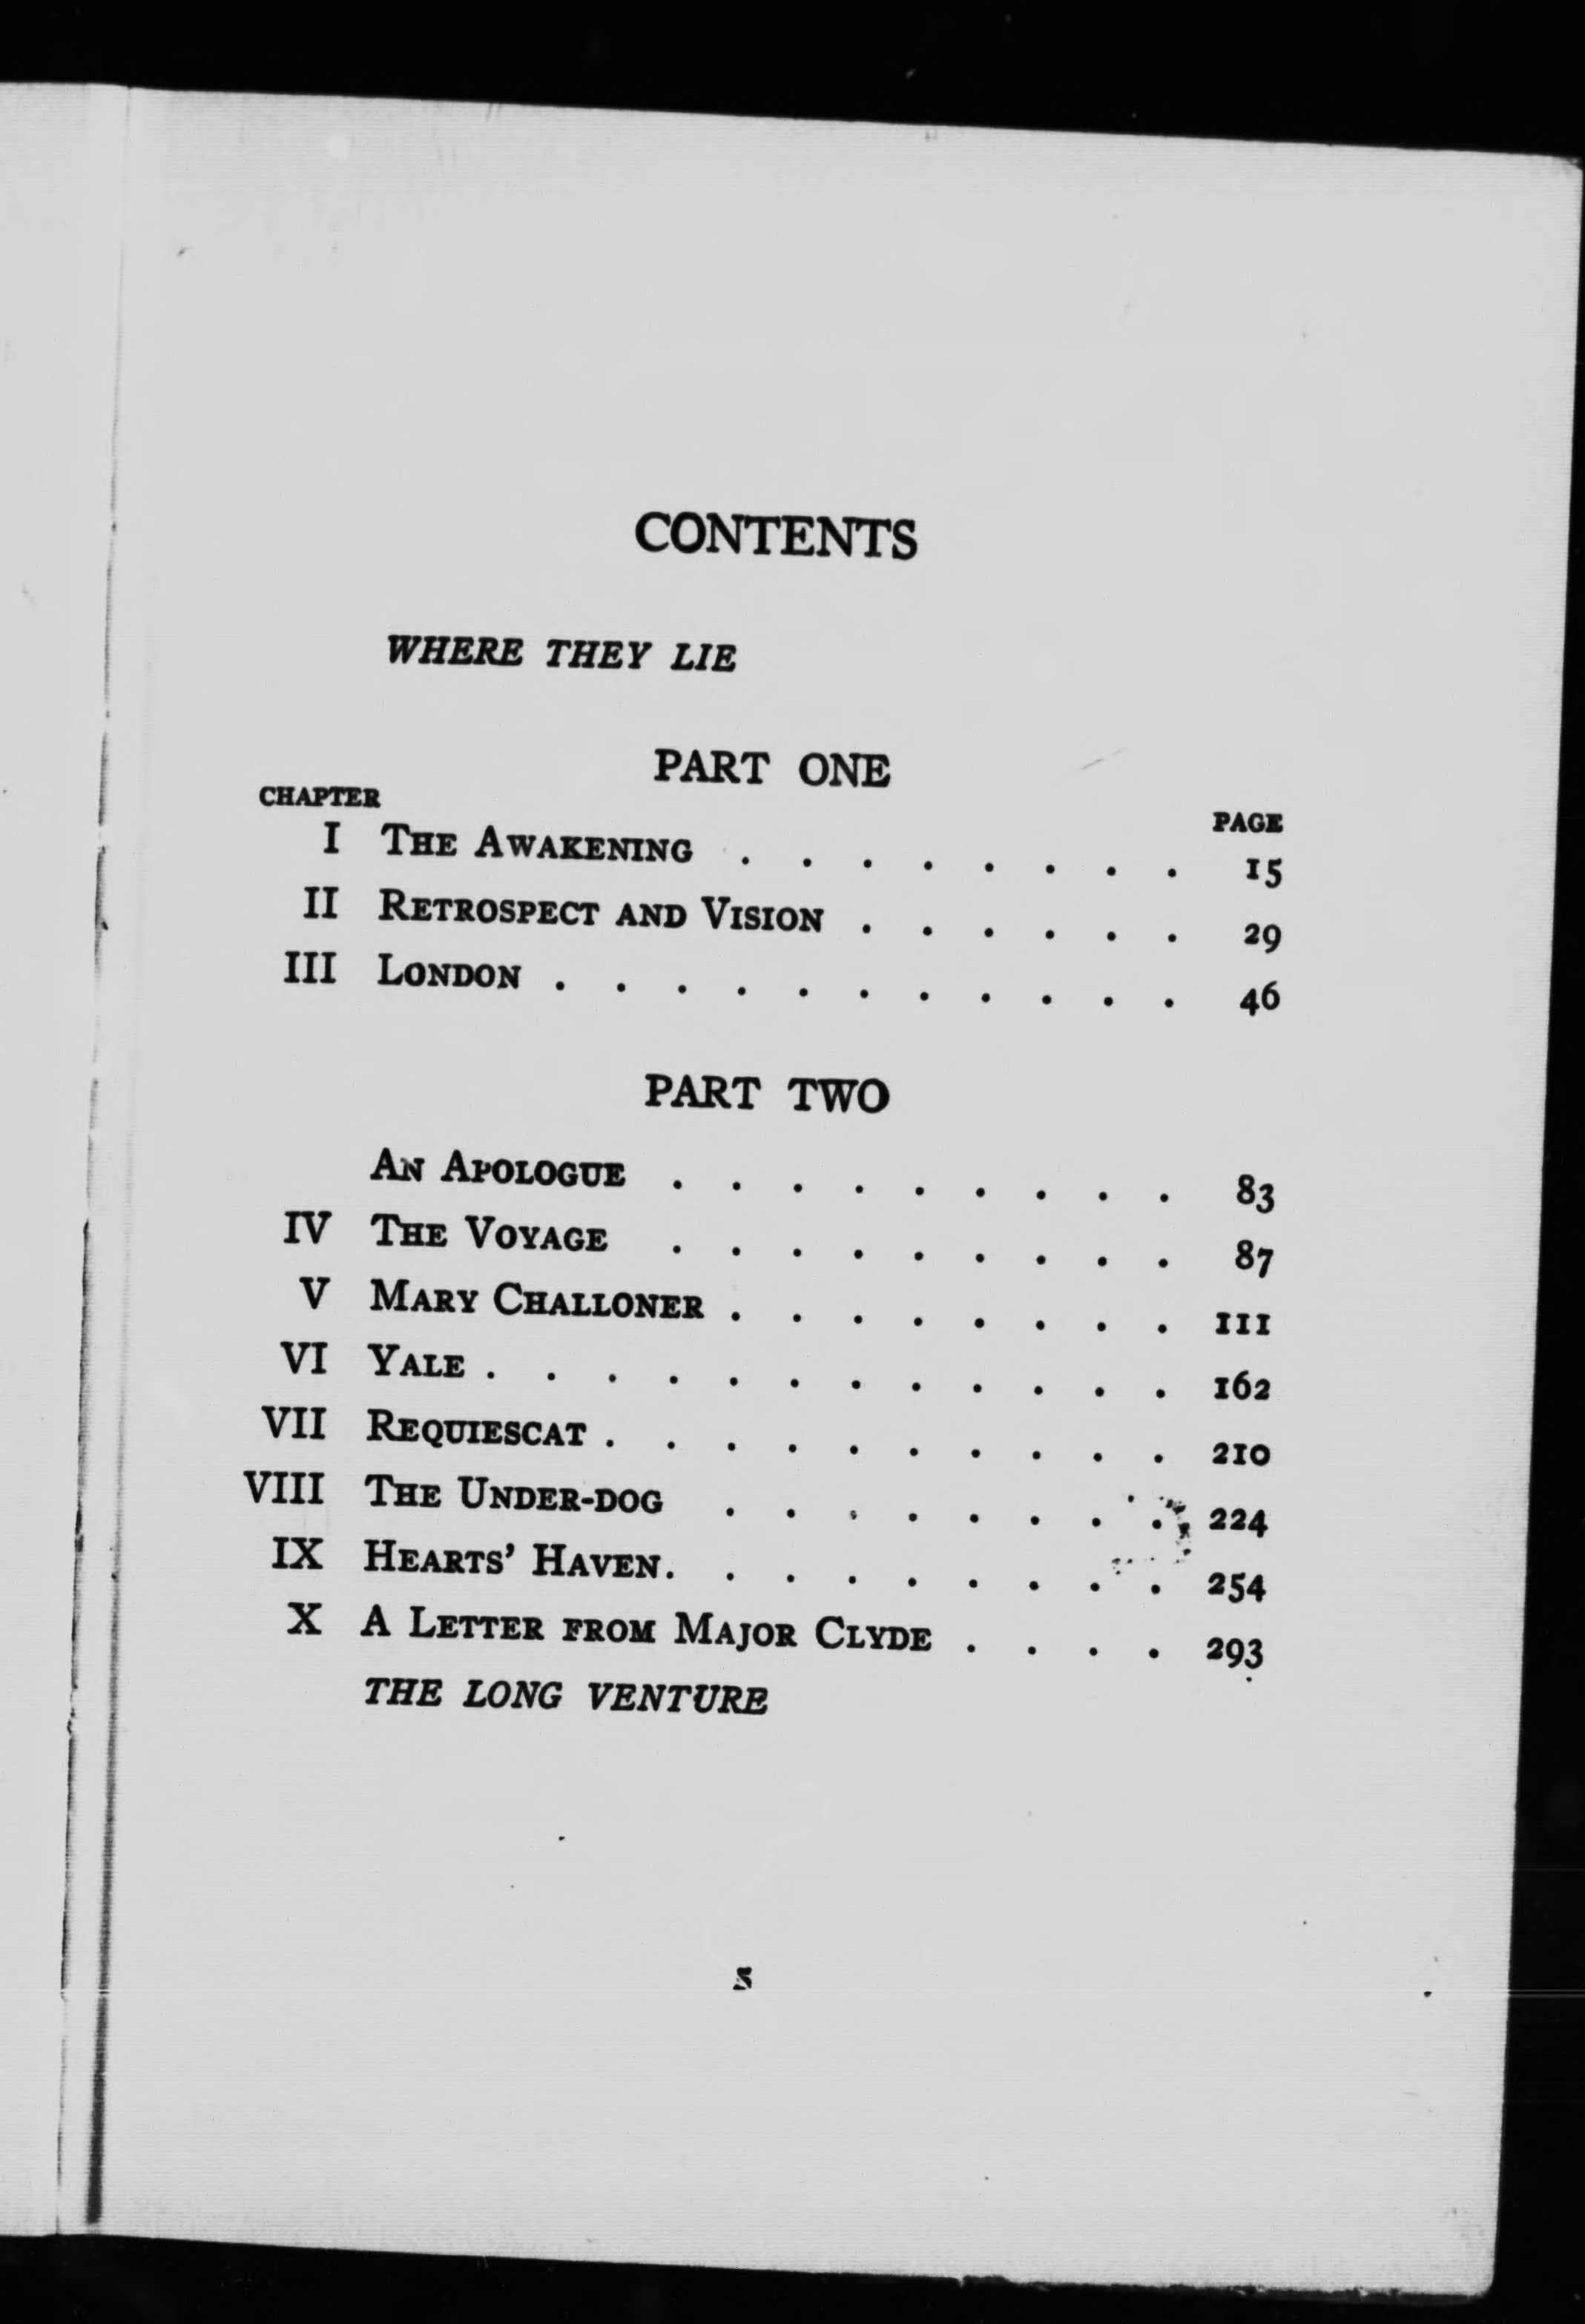 CONTENTS
WHERE THEY LIE
PART ONE
CHAPTER PAGE
I THE AWAKENING . . . . . . . . 15
II RETROSPECT AND VISION . . . . . . 29
III LONDON . . . . . . . . . . . 46
PART TWO
AN APOLOGUE . . . . . . . . . 83
IV THE VOYAGE . . . . . . . . . 87
V MARY CHALLONER . . . . . . . . 111
VI YALE . . . . . . . . . . . . 162
VII REQUIESCAT . . . . . . . . . . 210
VIII THE UNDER-DOG . . . . . . . . 224
IX HEARTS' HAVEN . . . . . . . . . 254
X A LETTER FROM MAJOR CLYDE . . . . 293
THE LONG VENTURE
5